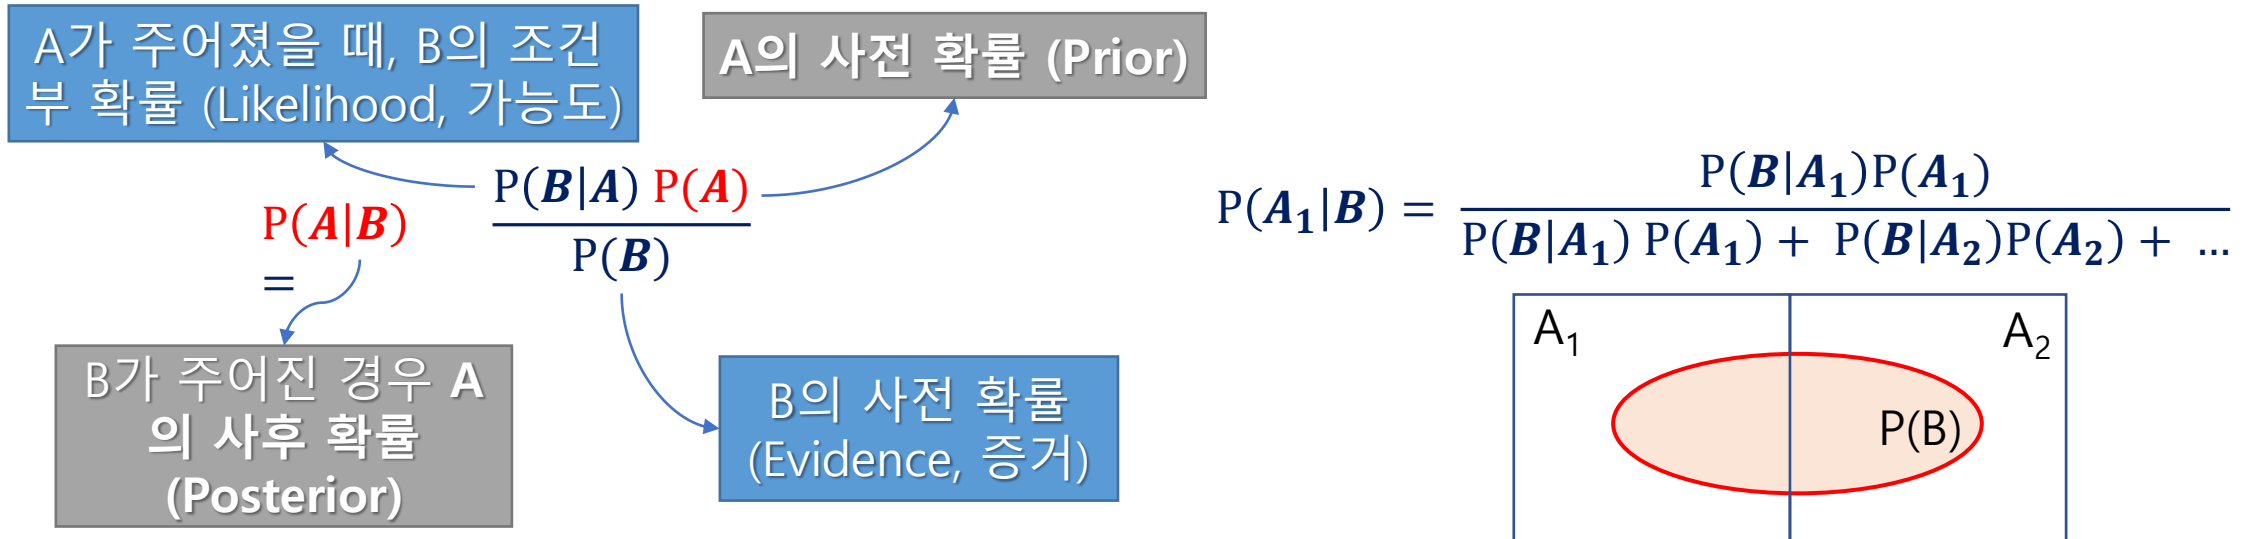 A가 주어졌을 때, B의 조건
부 확률 (Likelihood, 가능도)
A의 사전 확률 (Prior)
P(A|B)
=
P(B|A) P(A)
P(B)
B가 주어진 경우 A
의 사후 확률
(Posterior)
B의 사전 확률
(Evidence, 증거)
P(A₁|B) =
P(B|A₁)P(A₁)
P(B|A₁) P(A₁) + P(B|A₂)P(A₂) + ...
A₁
A₂
P(B)